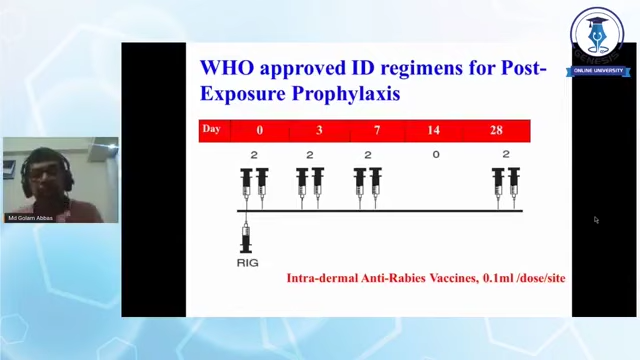 WHO approved ID regimens for Post-
Exposure Prophylaxis
Day 0 3 7 14 28
2 2 2 0 2
RIG
Intra-dermal Anti-Rabies Vaccines, 0.1ml /dose/site
Md Golam Abbas
GENESIS
ONLINE UNIVERSITY